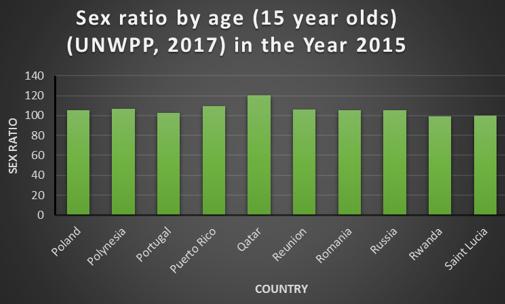 Sex ratio by age (15 year olds)
(UNWPP, 2017) in the Year 2015
140
120
100
80
60
40
20
0
SEX RATIO
Poland
Polynesia
Portugal
Puerto Rico
Qatar
Reunion
Romania
Russia
Rwanda
Saint Lucia
COUNTRY